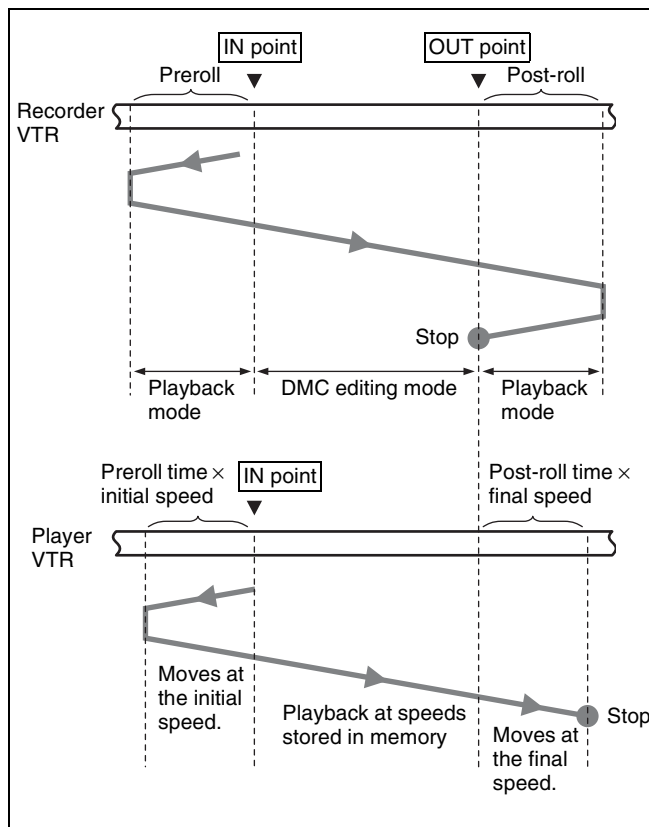 IN point
OUT point
Preroll
Post-roll
Recorder
VTR
Stop
Playback
mode
DMC editing mode
Playback
mode
Preroll time ×
initial speed
IN point
Post-roll time ×
final speed
Player
VTR
Moves at
the initial
speed.
Playback at speeds
stored in memory
Moves at
the final
speed.
Stop